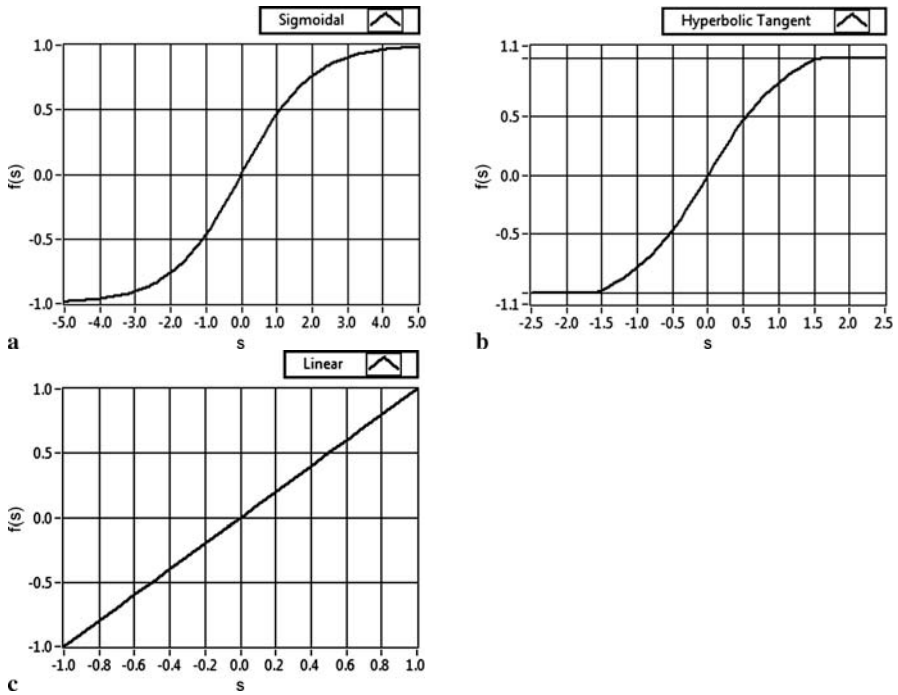 Sigmoidal
1.0
0.5
0.0
-0.5
-1.0
f(s)
-5.0 -4.0 -3.0 -2.0 -1.0 0.0 1.0 2.0 3.0 4.0 5.0
s
a
Hyperbolic Tangent
1.1
0.5
0.0
-0.5
-1.1
f(s)
-2.5 -2.0 -1.5 -1.0 -0.5 0.0 0.5 1.0 1.5 2.0 2.5
s
b
Linear
1.0
0.5
0.0
-0.5
-1.0
f(s)
-1.0 -0.8 -0.6 -0.4 -0.2 0.0 0.2 0.4 0.6 0.8 1.0
s
c